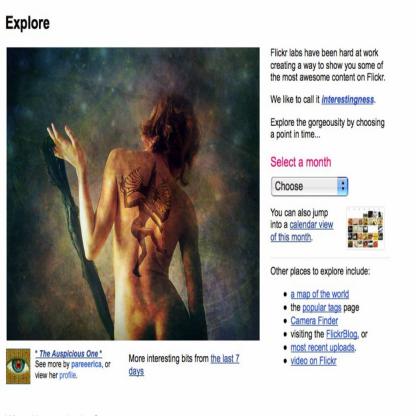 Explore
Flickr labs have been hard at work
creating a way to show you some of
the most awesome content on Flickr.
We like to call it interestingness.
Explore the gorgeousity by choosing
a point in time...
Select a month
Choose
You can also jump
into a calendar view
of this month.
Other places to explore include:
a map of the world
the popular tags page
Camera Finder
visiting the FlickrBlog, or
most recent uploads.
video on Flickr
* The Auspicious One *
See more by pareeerica, or
view her profile.
More interesting bits from the last 7
days